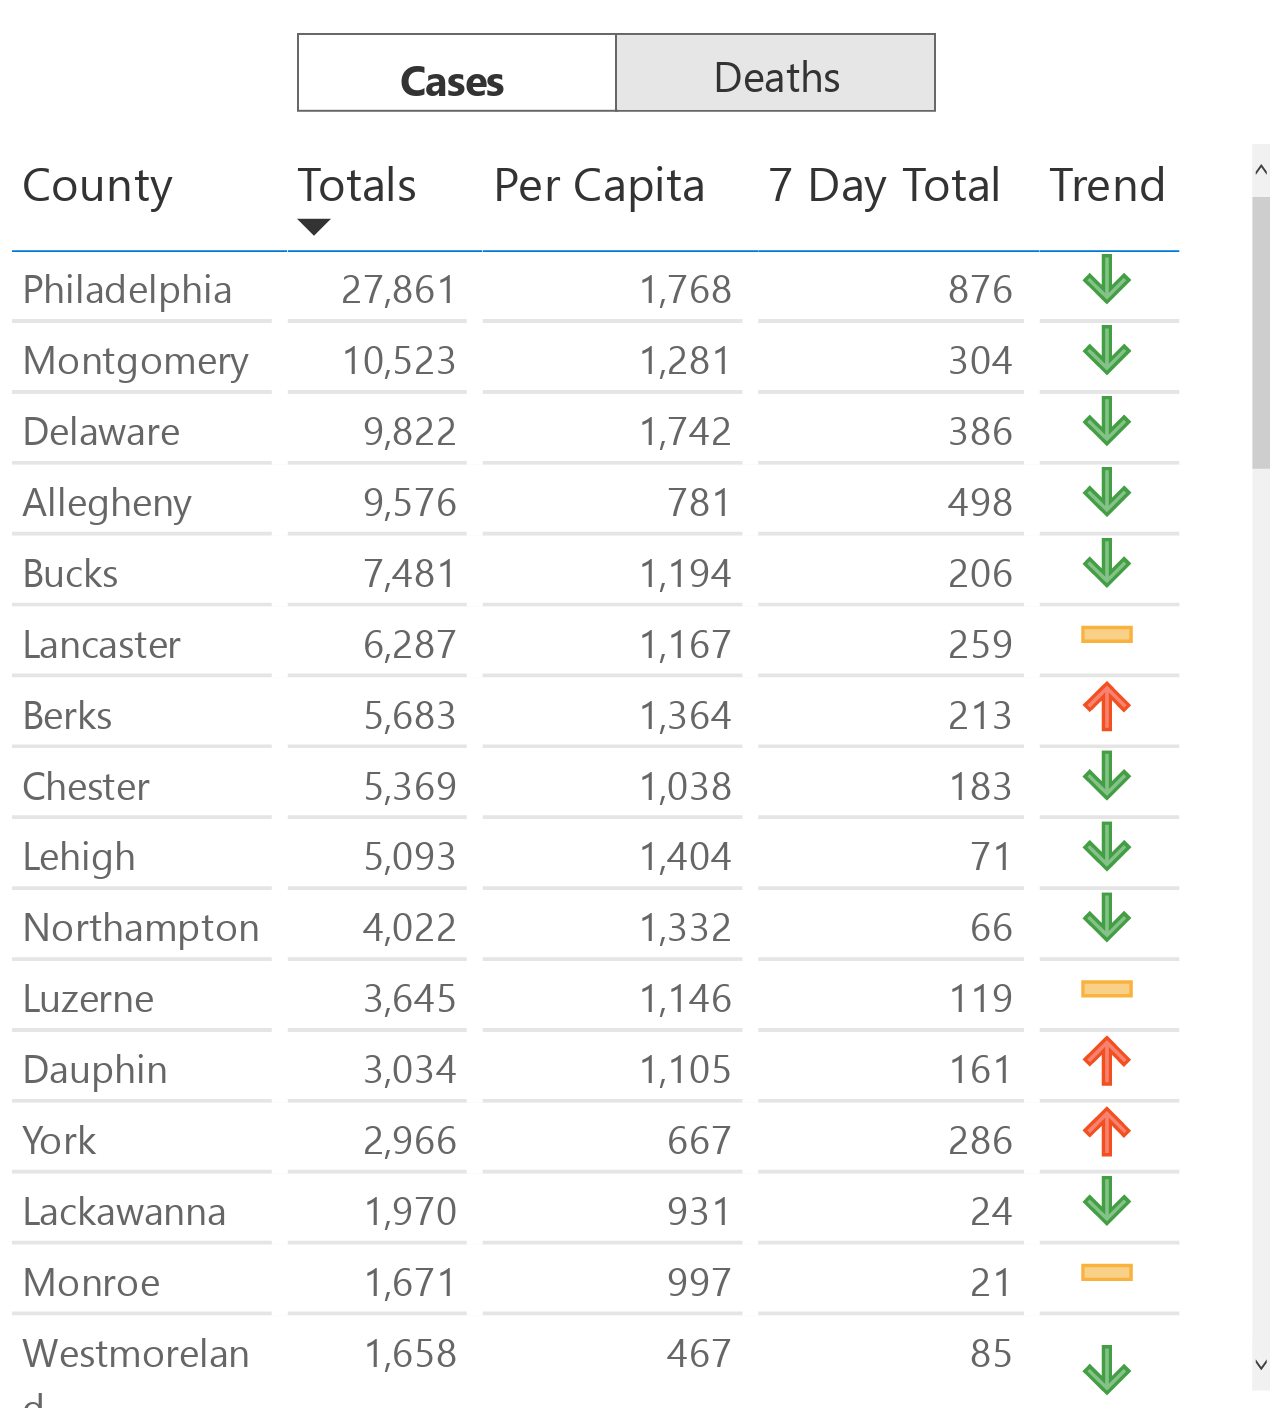 Cases Deaths
County Totals Per Capita 7 Day Total Trend
Philadelphia 27,861 1,768 876
Montgomery 10,523 1,281 304
Delaware 9,822 1,742 386
Allegheny 9,576 781 498
Bucks 7,481 1,194 206
Lancaster 6,287 1,167 259
Berks 5,683 1,364 213
Chester 5,369 1,038 183
Lehigh 5,093 1,404 71
Northampton 4,022 1,332 66
Luzerne 3,645 1,146 119
Dauphin 3,034 1,105 161
York 2,966 667 286
Lackawanna 1,970 931 24
Monroe 1,671 997 21
Westmorelan 1,658 467 85
d